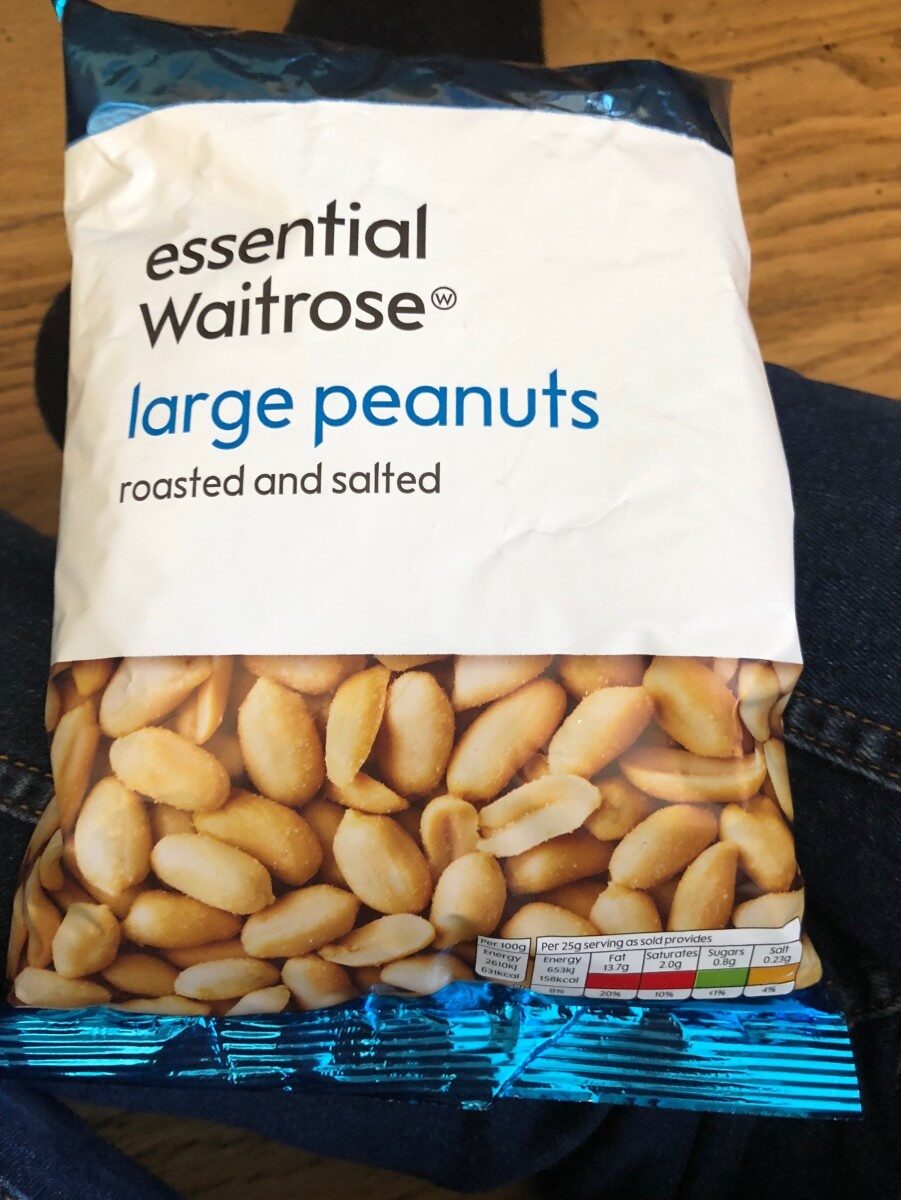 essential
Waitrose Ⓦ
large peanuts
roasted and salted
Per 100g
Energy
2610kJ
631kcal
Per 25g serving as sold provides
Energy
653kJ
158kcal
8%
Fat
13.7g
20%
Saturates
2.0g
10%
Sugars
0.8g
<1%
Salt
0.23g
4%